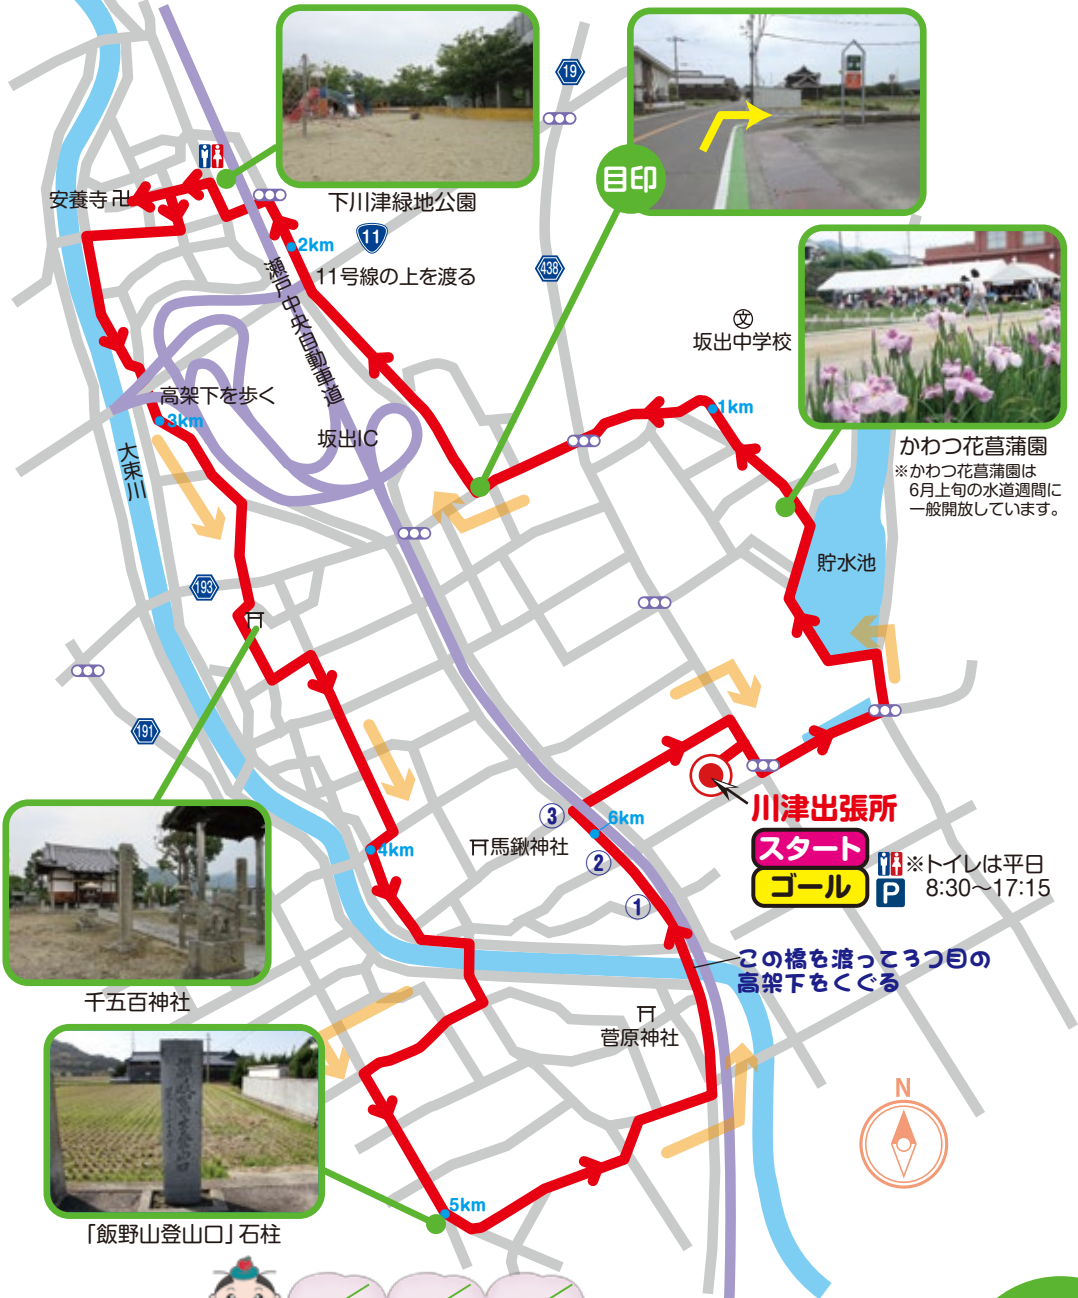 19
目印
安養寺
下川津緑地公園
11
2km
11号線の上を渡る
438
瀬戸中央自動車道
坂出中学校
文
高架下を歩く
3km
坂出IC
1km
かわつ花菖蒲園
※かわつ花菖蒲園は
6月上旬の水道週間に
一般開放しています。
大束川
貯水池
193
191
川津出張所
スタート
ゴール
※トイレは平日
8:30～17:15
P
3
6km
馬鍬神社
2
1
4km
この橋を渡って3つ目の
高架下をくぐる
千五百神社
菅原神社
N
5km
「飯野山登山口」石柱